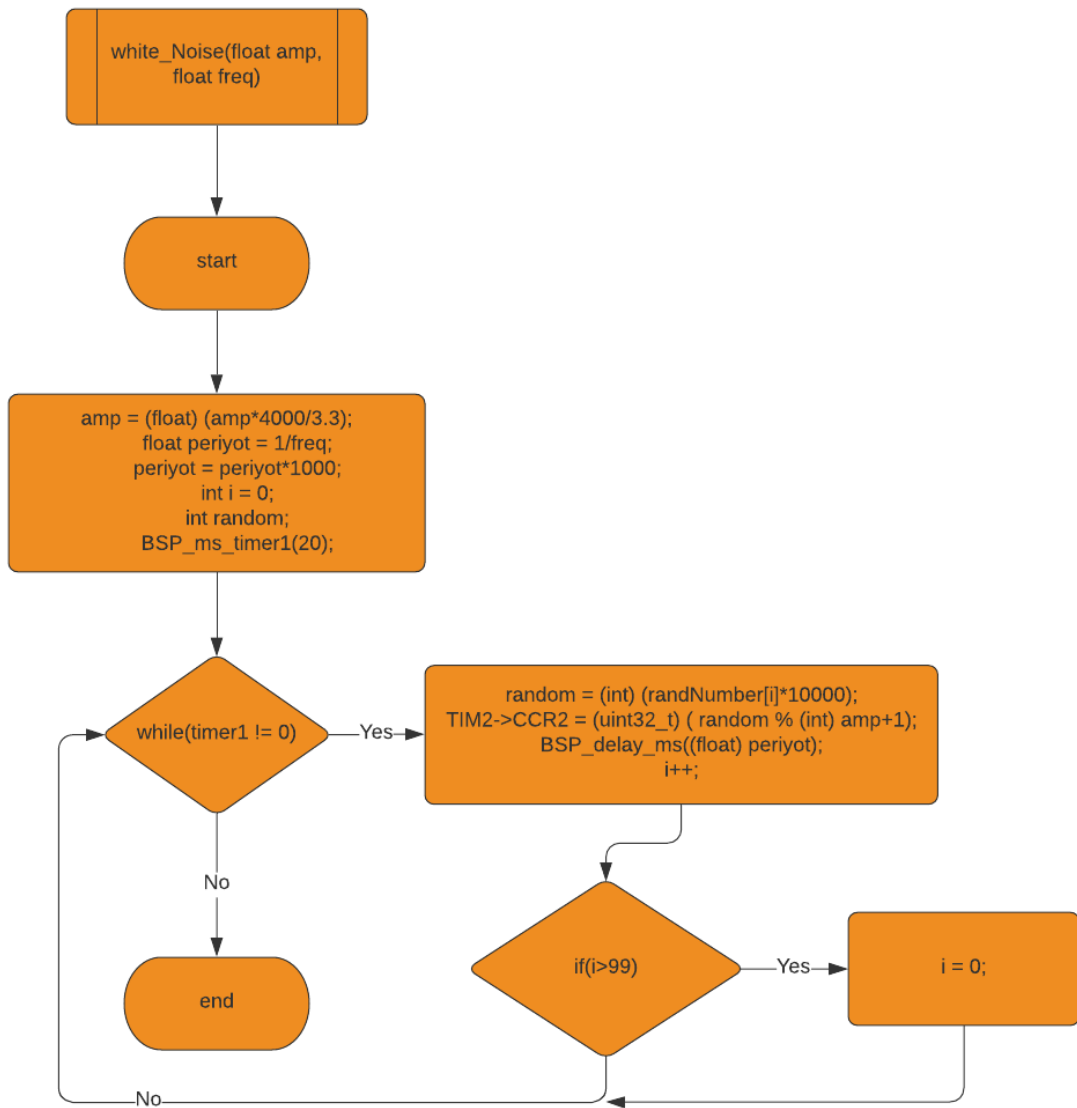 white_Noise(float amp,
float freq)
start
amp = (float) (amp*4000/3.3);
float periyot = 1/freq;
periyot = periyot*1000;
int i = 0;
int random;
BSP_ms_timer1(20);
while(timer1 != 0)
Yes
random = (int) (randNumber[i]*10000);
TIM2->CCR2 = (uint32_t) ( random % (int) amp+1);
BSP_delay_ms((float) periyot);
i++;
No
end
if(i>99)
Yes
i = 0;
No